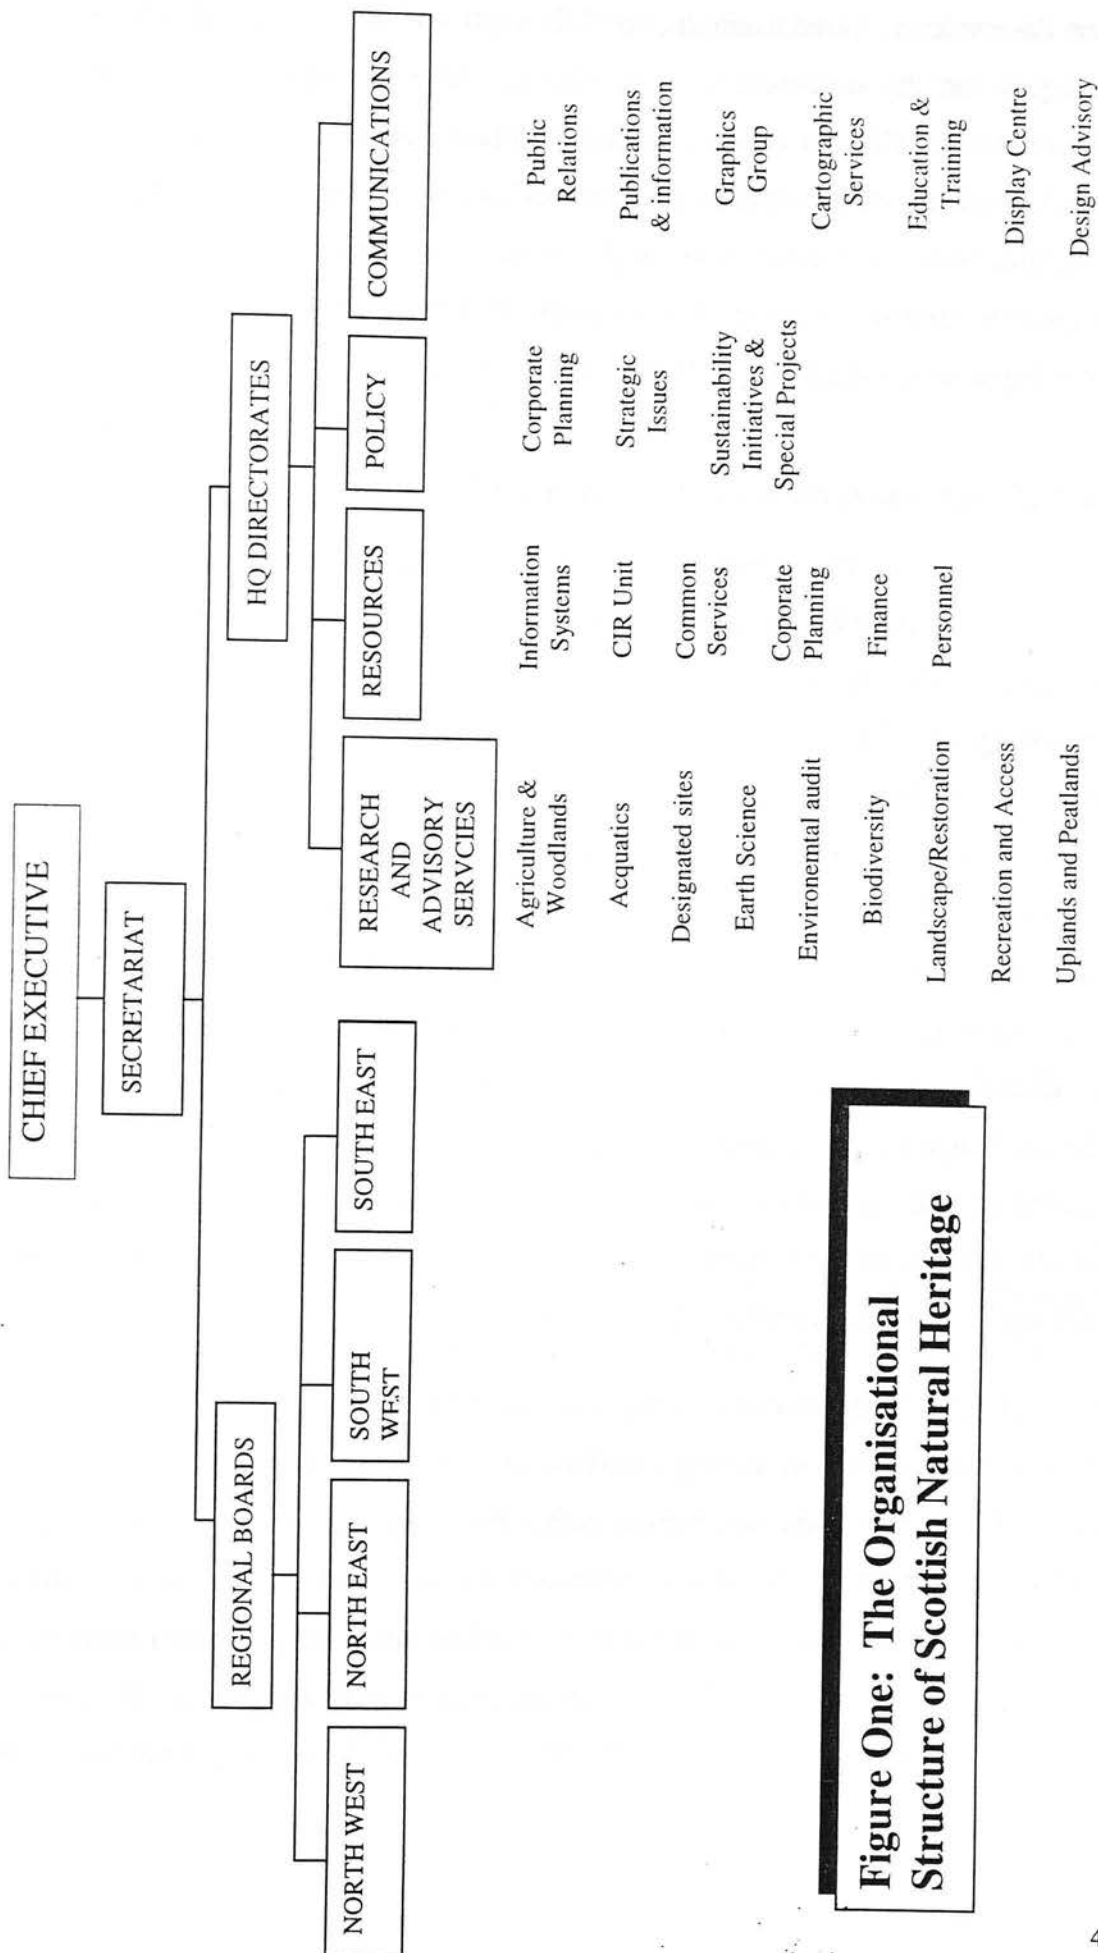 CHIEF EXECUTIVE
SECRETARIAT
REGIONAL BOARDS
HQ DIRECTORATES
NORTH WEST
NORTH EAST
SOUTH
WEST
SOUTH EAST
RESEARCH
AND
ADVISORY
SERVCIES
RESOURCES
POLICY
COMMUNICATIONS
Agriculture &
Woodlands
Acquatics
Designated sites
Earth Science
Environemtal audit
Biodiversity
Landscape/Restoration
Recreation and Access
Uplands and Peatlands
Information
Systems
CIR Unit
Common
Services
Coporate
Planning
Finance
Personnel
Corporate
Planning
Strategic
Issues
Sustainability
Initiatives &
Special Projects
Public
Relations
Publications
& information
Graphics
Group
Cartographic
Services
Education &
Training
Display Centre
Design Advisory
Figure One: The Organisational
Structure of Scottish Natural Heritage
4